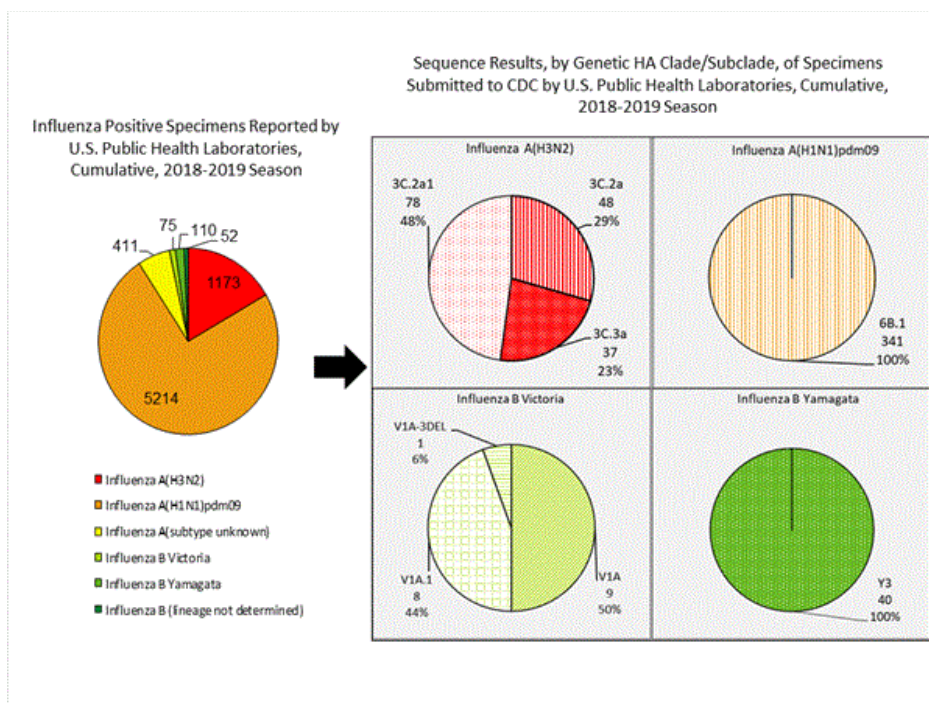 Sequence Results, by Genetic HA Clade/Subclade, of Specimens
Submitted to CDC by U.S. Public Health Laboratories, Cumulative,
2018-2019 Season
Influenza Positive Specimens Reported by
U.S. Public Health Laboratories,
Cumulative, 2018-2019 Season
411
75
110
52
1173
5214
Influenza A(H3N2)
Influenza A(H1N1)pdm09
Influenza A(subtype unknown)
Influenza B Victoria
Influenza B Yamagata
Influenza B (lineage not determined)
Influenza A(H3N2)
3C.2a1
78
48%
3C.2a
48
29%
3C.3a
37
23%
Influenza A(H1N1)pdm09
6B.1
341
100%
Influenza B Victoria
V1A-3DEL
1
6%
V1A.1
8
44%
V1A
9
50%
Influenza B Yamagata
Y3
40
100%